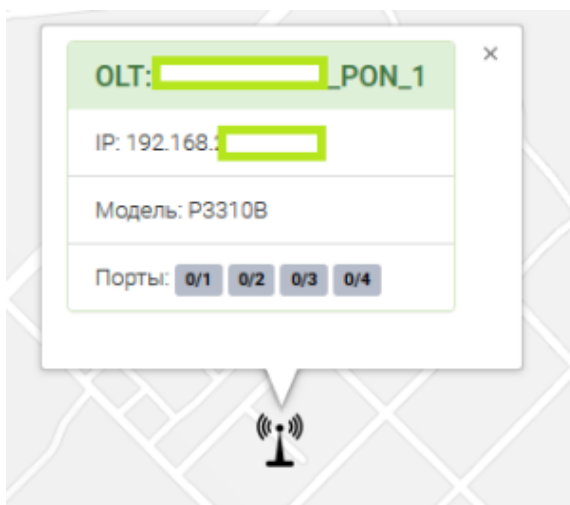 OLT: _PON_1
×
IP: 192.168.
Модель: P3310B
Порты: 0/1 0/2 0/3 0/4